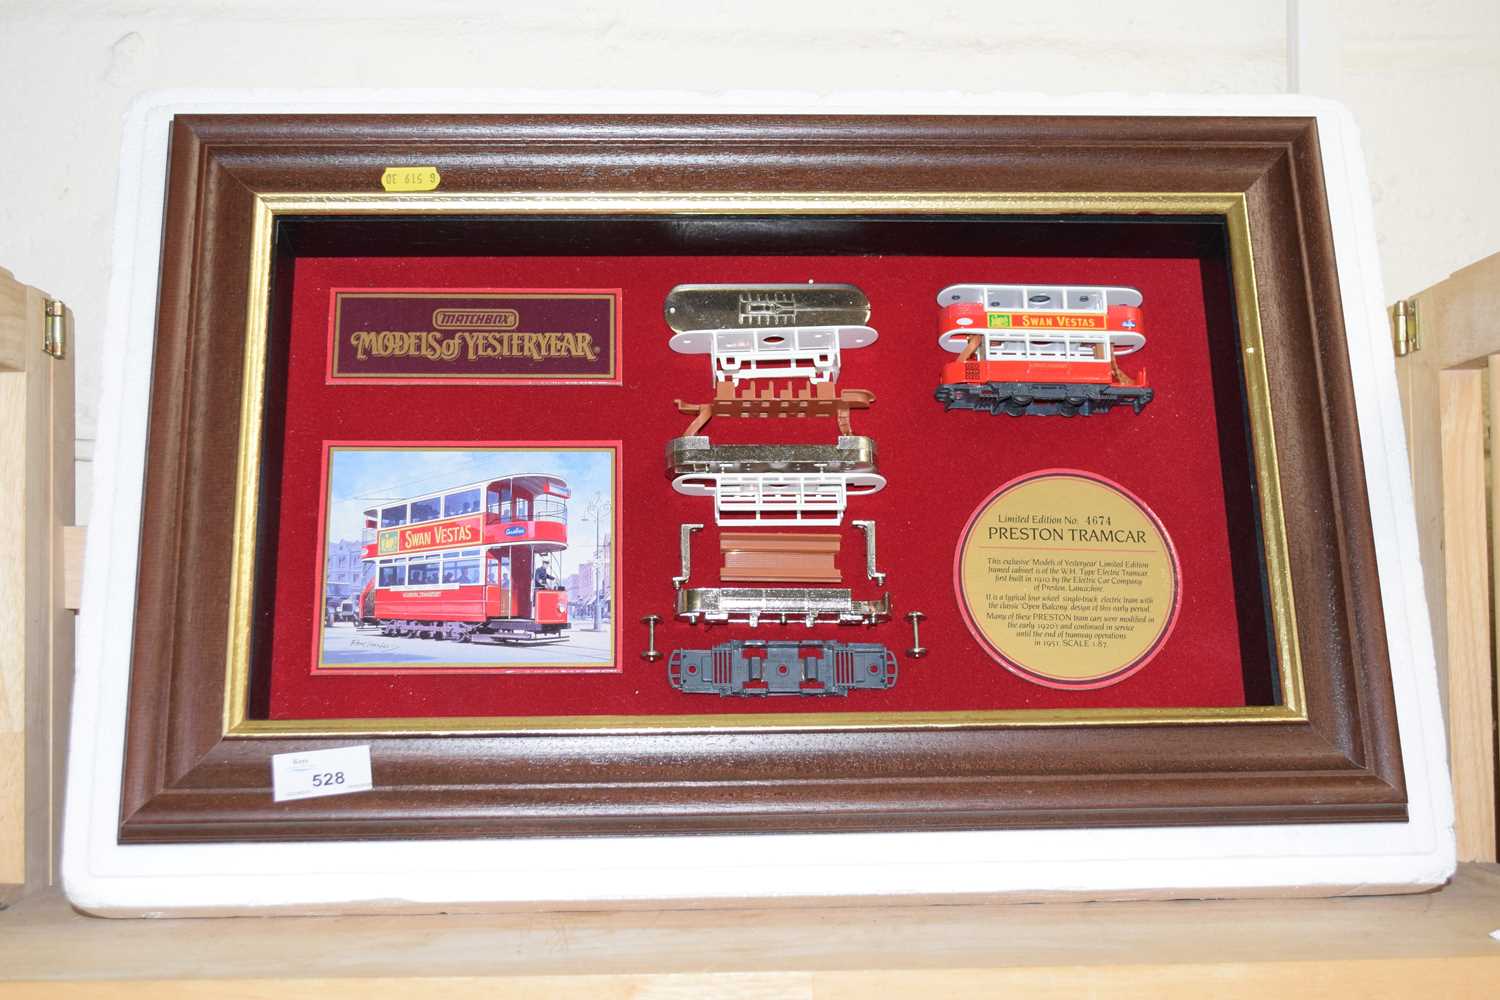 6 519 30
MATCHBOX
MODELS of YESTERYEAR
SWAN VESTAS
SWAN VESTAS
Limited Edition No. 4674
PRESTON TRAMCAR
This exclusive 'Models of Yesteryear' Limited Edition
framed cabinet is of the W.H. Type Electric Tramcar
first built in 1910 by the Electric Car Company
of Preston, Lancashire.
It is a typical four wheel single-truck electric tram with
the classic 'Open Balcony' design of this early period.
Many of these PRESTON tram cars were modified in
the early 1920's and continued in service
until the end of tramway operations
in 1951. SCALE 1:87.
Keys
528